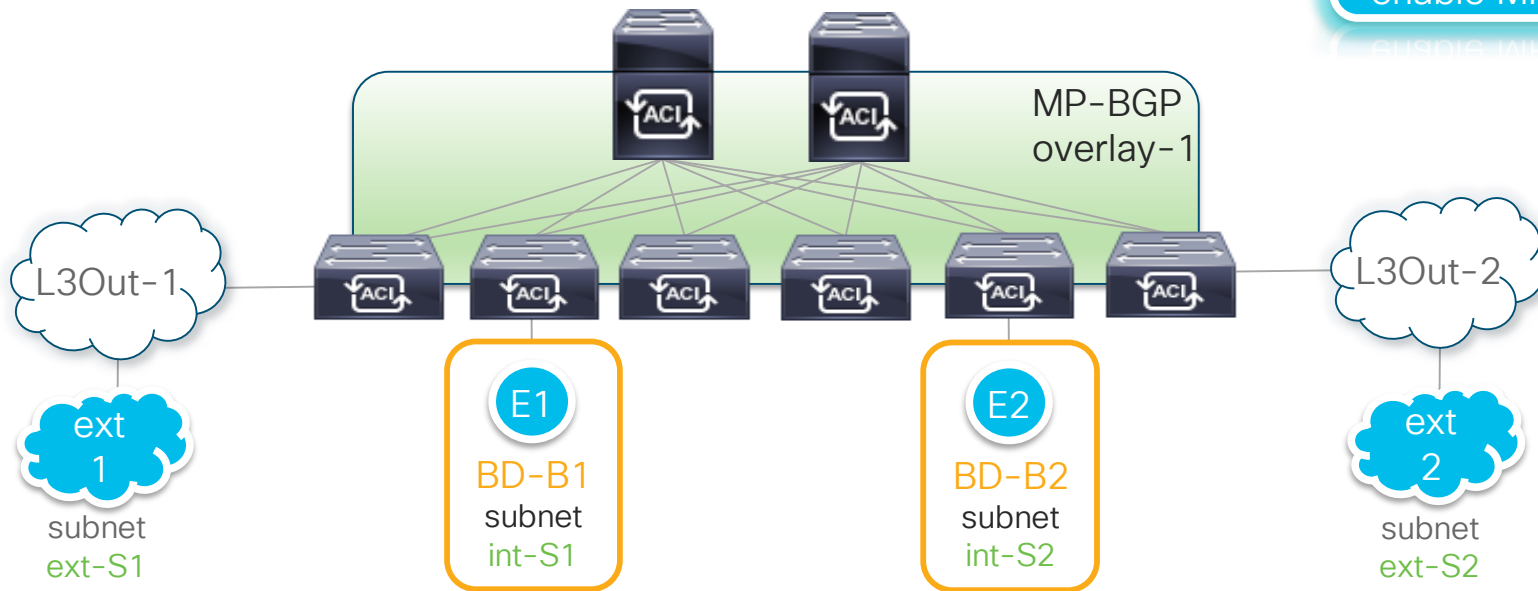 enable
MP-BGP
overlay-1
ACI
ACI
L3Out-1
ACI
ACI
ACI
ACI
ACI
ACI
L3Out-2
ext
1
subnet
ext-S1
E1
BD-B1
subnet
int-S1
E2
BD-B2
subnet
int-S2
ext
2
subnet
ext-S2